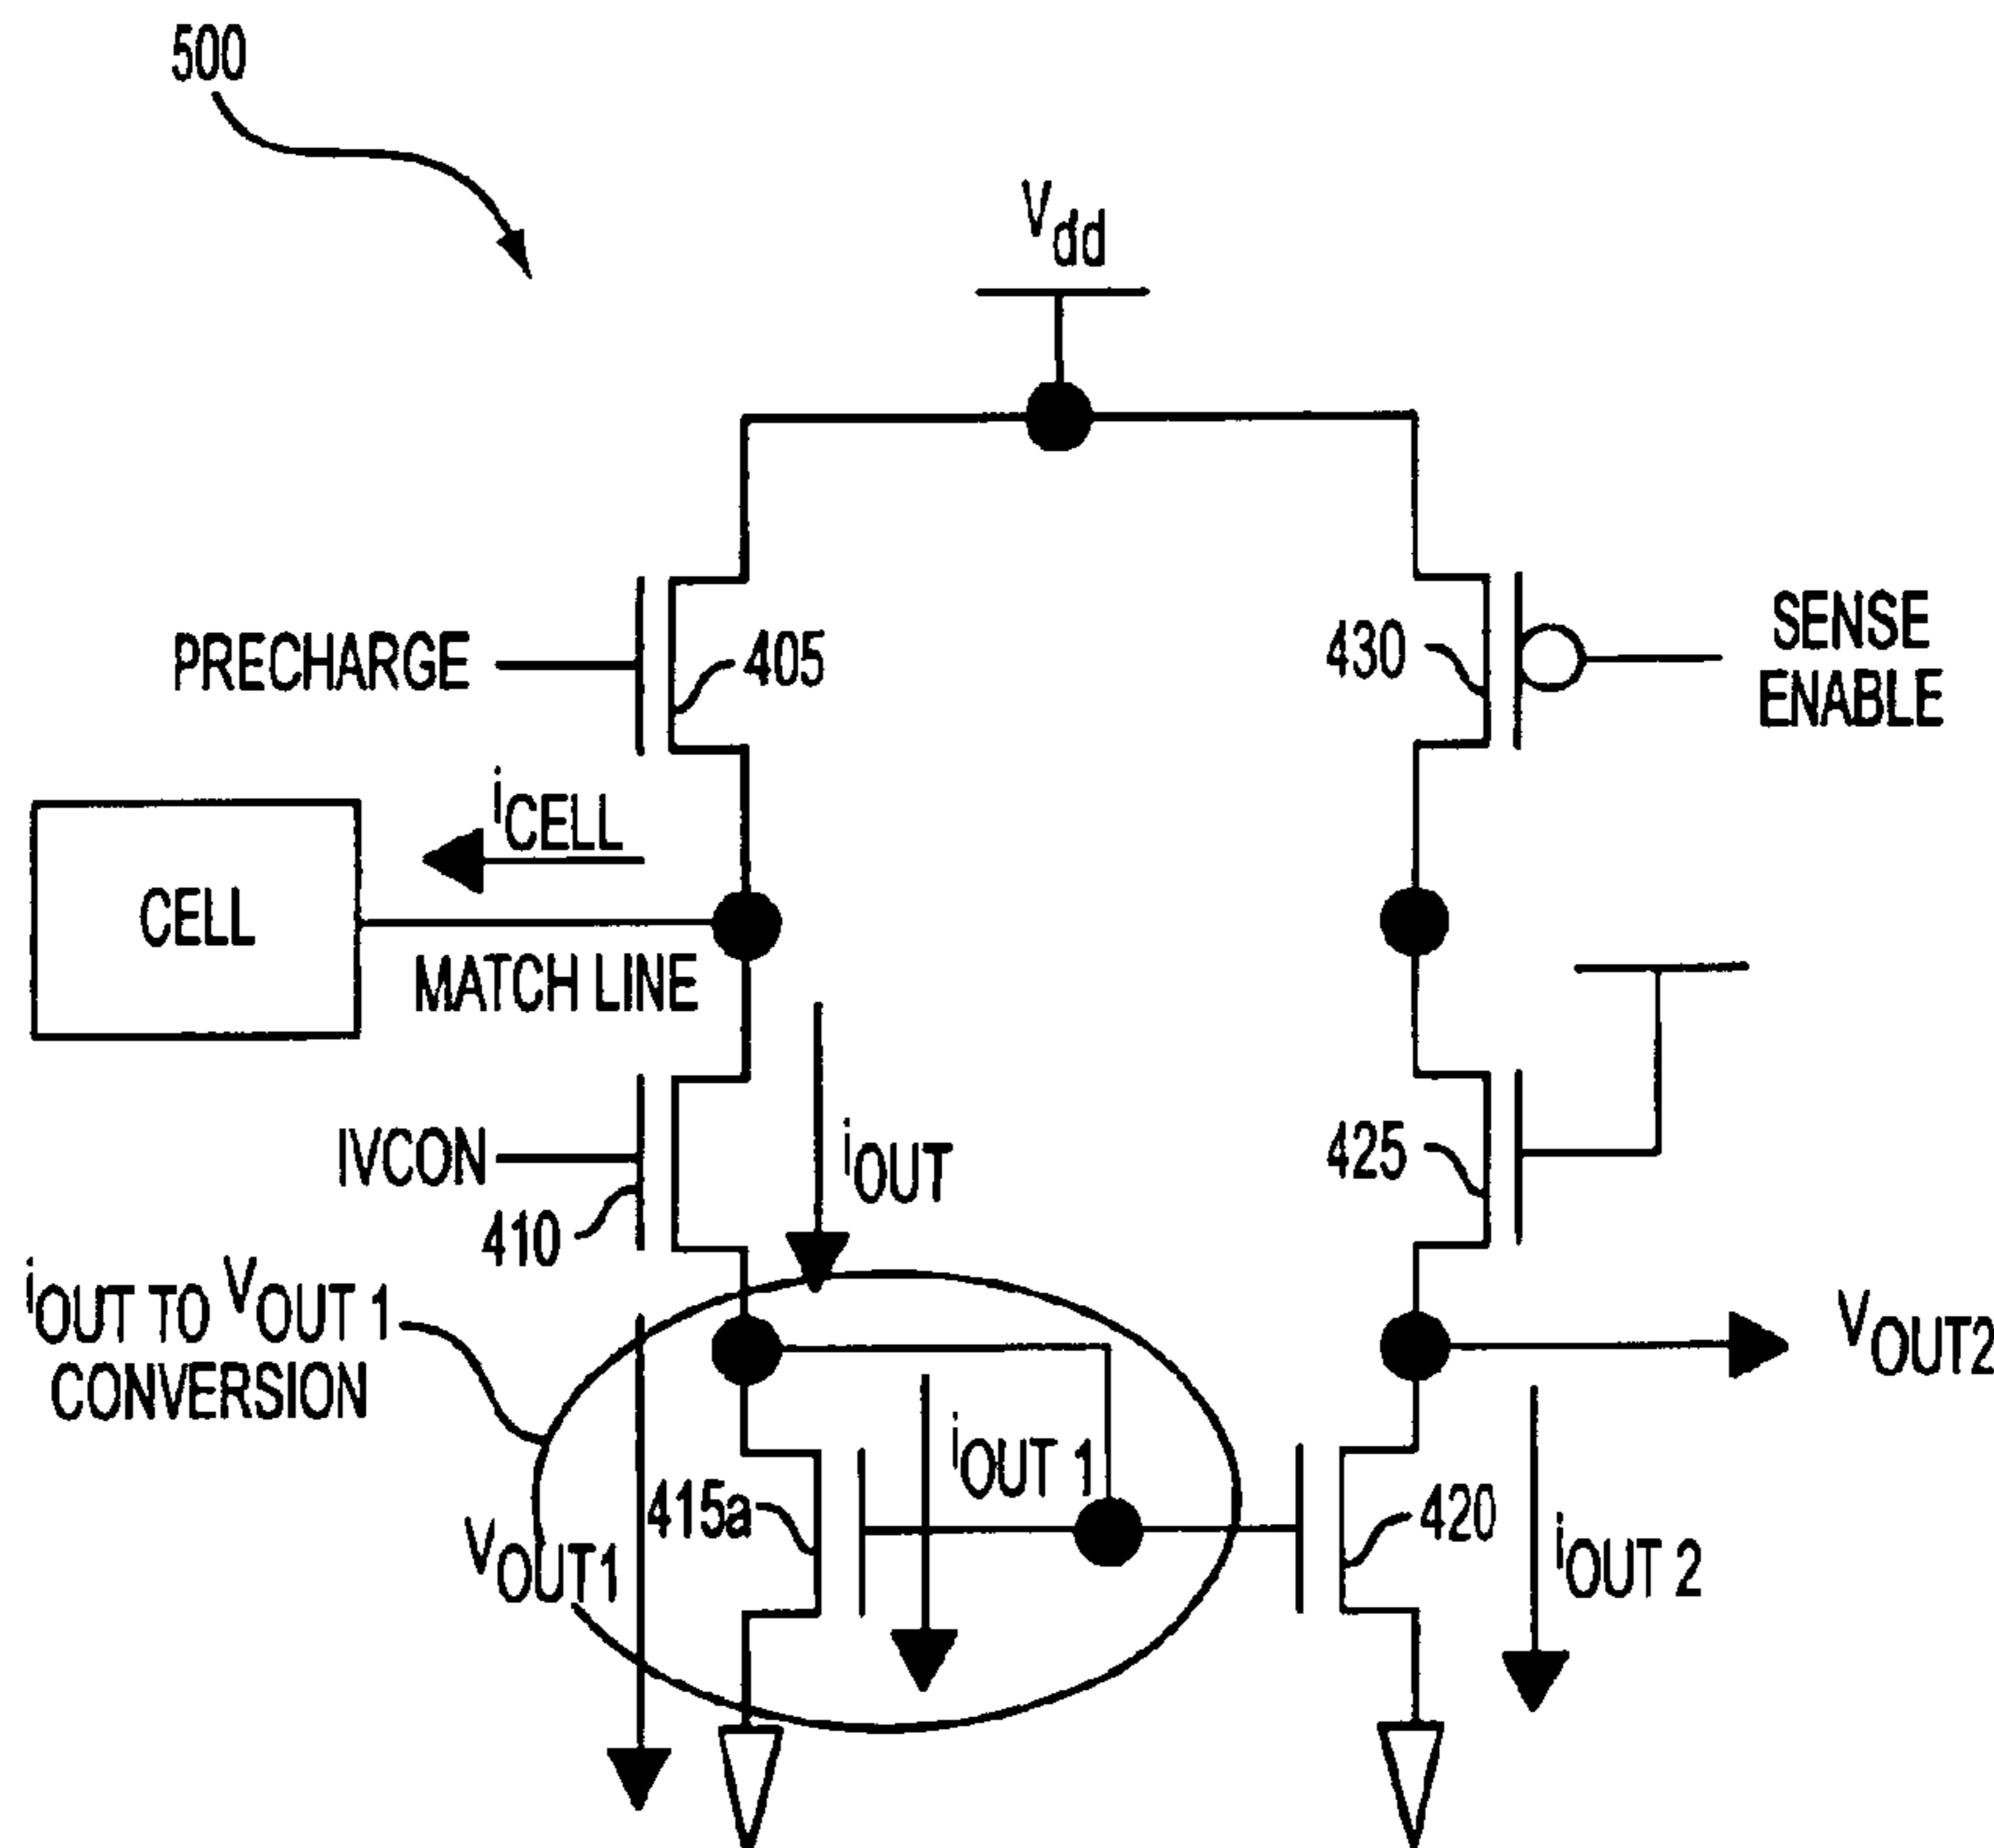 500
Vdd
PRECHARGE
405
430
SENSE
ENABLE
iCELL
CELL
MATCH LINE
IVCON
410
iOUT
425
iOUT TO VOUT 1
CONVERSION
VOUT2
415a
iOUT 1
VOUT1
420
iOUT 2